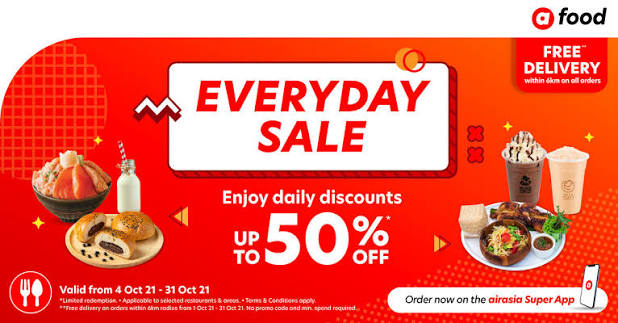 a food
FREE**
DELIVERY
within 6km on all orders
EVERYDAY
SALE
Enjoy daily discounts
UP TO 50%* OFF
Valid from 4 Oct 21 - 31 Oct 21
*Limited redemption. • Applicable to selected restaurants & areas. • Terms & Conditions apply.
**Free delivery on orders within 6km radius from 1 Oct 21 - 31 Oct 21. No promo code and min. spend required.
Order now on the airasia Super App